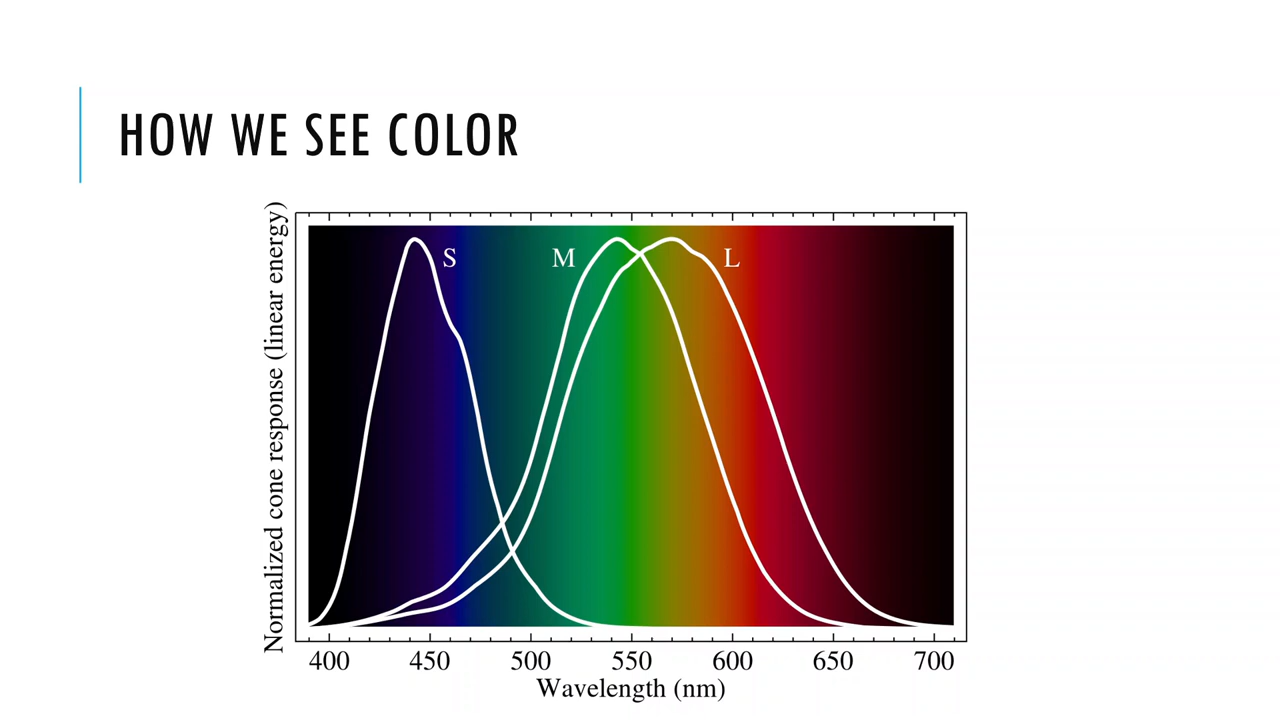 HOW WE SEE COLOR
Normalized cone response (linear energy)
S
M
L
400 450 500 550 600 650 700
Wavelength (nm)